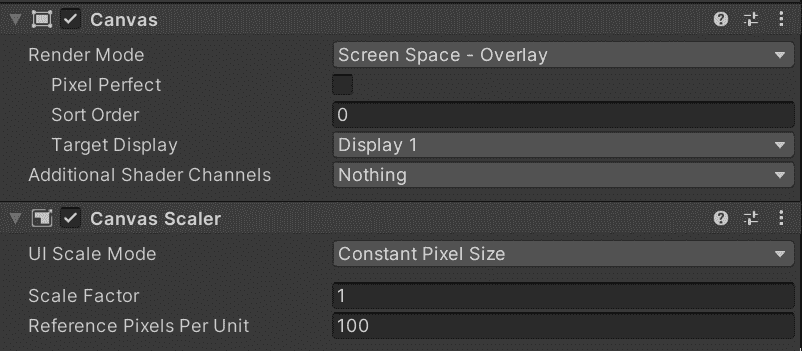 Canvas
Render Mode Screen Space - Overlay
Pixel Perfect
Sort Order 0
Target Display Display 1
Additional Shader Channels Nothing
Canvas Scaler
UI Scale Mode Constant Pixel Size
Scale Factor 1
Reference Pixels Per Unit 100